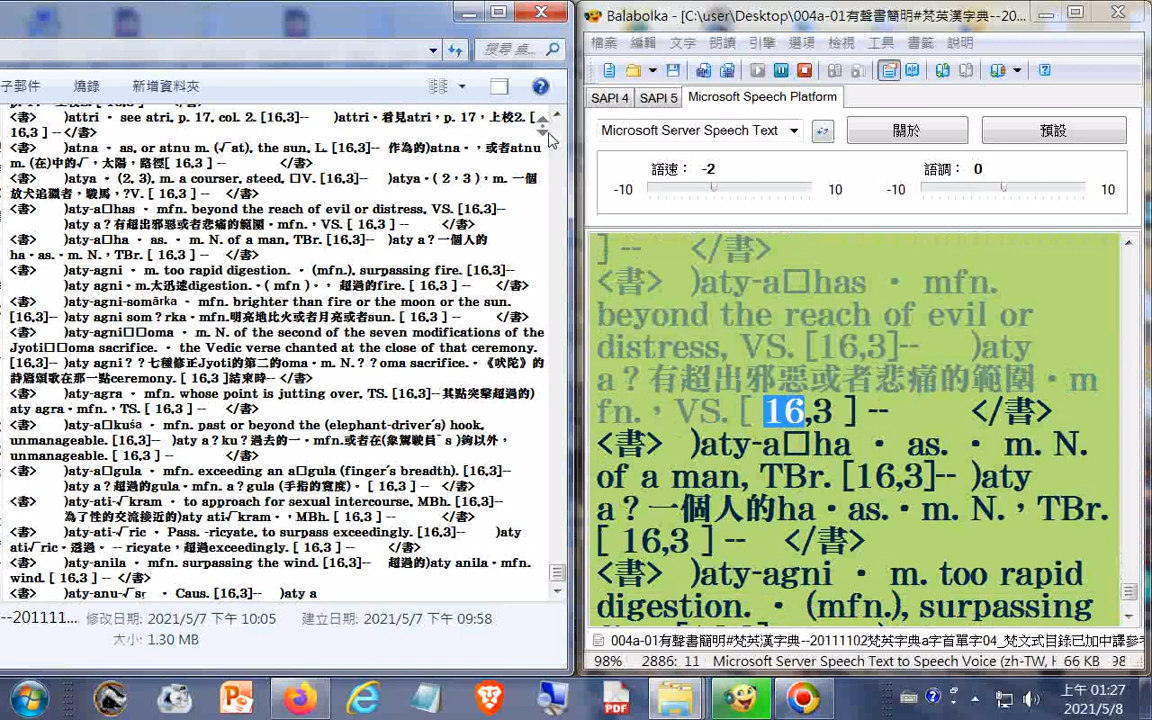 搜尋 桌...
子郵件 燒錄 新增資料夾
<書> )attri · see atri, p. 17, col. 2. [16,3]-- )attri·看見atri，p. 17，上校2. [
16,3 ] --</書>
<書> )atna · as, or atnu m. (√at), the sun, L. [16,3]-- 作為的)atna·，或者atnu
m. (在)中的√，太陽，路徑[ 16,3 ] -- </書>
<書> )atya · (2, 3), m. a courser, steed, □V. [16,3]-- )atya·( 2，3 )，m. 一個
放犬追獵者，駿馬，?V. [ 16,3 ] -- </書>
<書> )aty-a□has · mfn. beyond the reach of evil or distress, VS. [16,3]--
)aty a？有超出邪惡或者悲痛的範圍·mfn.，VS. [ 16,3 ] -- </書>
<書> )aty-a□ha · as. · m. N. of a man, TBr. [16,3]-- )aty a？一個人的
ha·as.·m. N.，TBr. [ 16,3 ] -- </書>
<書> )aty-agni · m. too rapid digestion. · (mfn.), surpassing fire. [16,3]--
)aty agni·m.太迅速digestion.·( mfn )·，超過的fire. [ 16,3 ] -- </書>
<書> )aty-agni-somārka · mfn. brighter than fire or the moon or the sun.
[16,3]-- )aty agni som？rka·mfn.明亮地比火或者月亮或者sun. [ 16,3 ] -- </書>
<書> )aty-agni□□oma · m. N. of the second of the seven modifications of the
Jyoti□□oma sacrifice. · the Vedic verse chanted at the close of that ceremony.
[16,3]-- )aty agni？？七種修正Jyoti的第二的oma·m. N.？？oma sacrifice.·《吠陀》的
詩篇頌歌在那一點ceremony. [ 16,3 ]結束時-- </書>
<書> )aty-agra · mfn. whose point is jutting over, TS. [16,3]-- 其點突擊超過的)
aty agra·mfn.，TS. [ 16,3 ] -- </書>
<書> )aty-a□kuśa · mfn. past or beyond the (elephant-driver's) hook,
unmanageable. [16,3]-- )aty a？ku？過去的一·mfn.或者在(象駕駛員~s )鉤以外，
unmanageable. [ 16,3 ] -- </書>
<書> )aty-a□gula · mfn. exceeding an a□gula (finger's breadth). [16,3]--
)aty a？超過的gula·mfn. a？gula (手指的寬度)。[ 16,3 ] -- </書>
<書> )aty-ati-√kram · to approach for sexual intercourse, MBh. [16,3]--
為了性的交流接近的)aty ati√kram·，MBh. [ 16,3 ] -- </書>
<書> )aty-ati-√ric · Pass. -ricyate, to surpass exceedingly. [16,3]-- )aty
ati√ric·透過。-- ricyate，超過exceedingly. [ 16,3 ] -- </書>
<書> )aty-anila · mfn. surpassing the wind. [16,3]-- 超過的)aty anila·mfn.
wind. [ 16,3 ] -- </書>
<書> )aty-anu-√sṛ · Caus. [16,3]-- )aty a
--201111... 修改日期: 2021/5/7 下午 10:05 建立日期: 2021/5/7 下午 09:58
大小: 1.30 MB
Balabolka - [C:\user\Desktop\004a-01有聲書簡明#梵英漢字典--20...
檔案 編輯 文字 朗讀 引擎 選項 檢視 工具 書籤 說明
SAPI 4 SAPI 5 Microsoft Speech Platform
Microsoft Server Speech Text 關於 預設
語速: -2 語調: 0
-10 10 -10 10
] -- </書>
<書> )aty-a□has · mfn.
beyond the reach of evil or
distress, VS. [16,3]-- )aty
a？有超出邪惡或者悲痛的範圍·m
fn.，VS. [ 16,3 ] -- </書>
<書> )aty-a□ha · as. · m. N.
of a man, TBr. [16,3]-- )aty
a？一個人的ha·as.·m. N.，TBr.
[ 16,3 ] -- </書>
<書> )aty-agni · m. too rapid
digestion. · (mfn.), surpassing
004a-01有聲書簡明#梵英漢字典--20111102梵英字典a字首單字04_梵文式目錄已加中譯參考
98% 2886: 11 Microsoft Server Speech Text to Speech Voice (zh-TW, H 66 KB 98
PDF
上午 01:27
2021/5/8